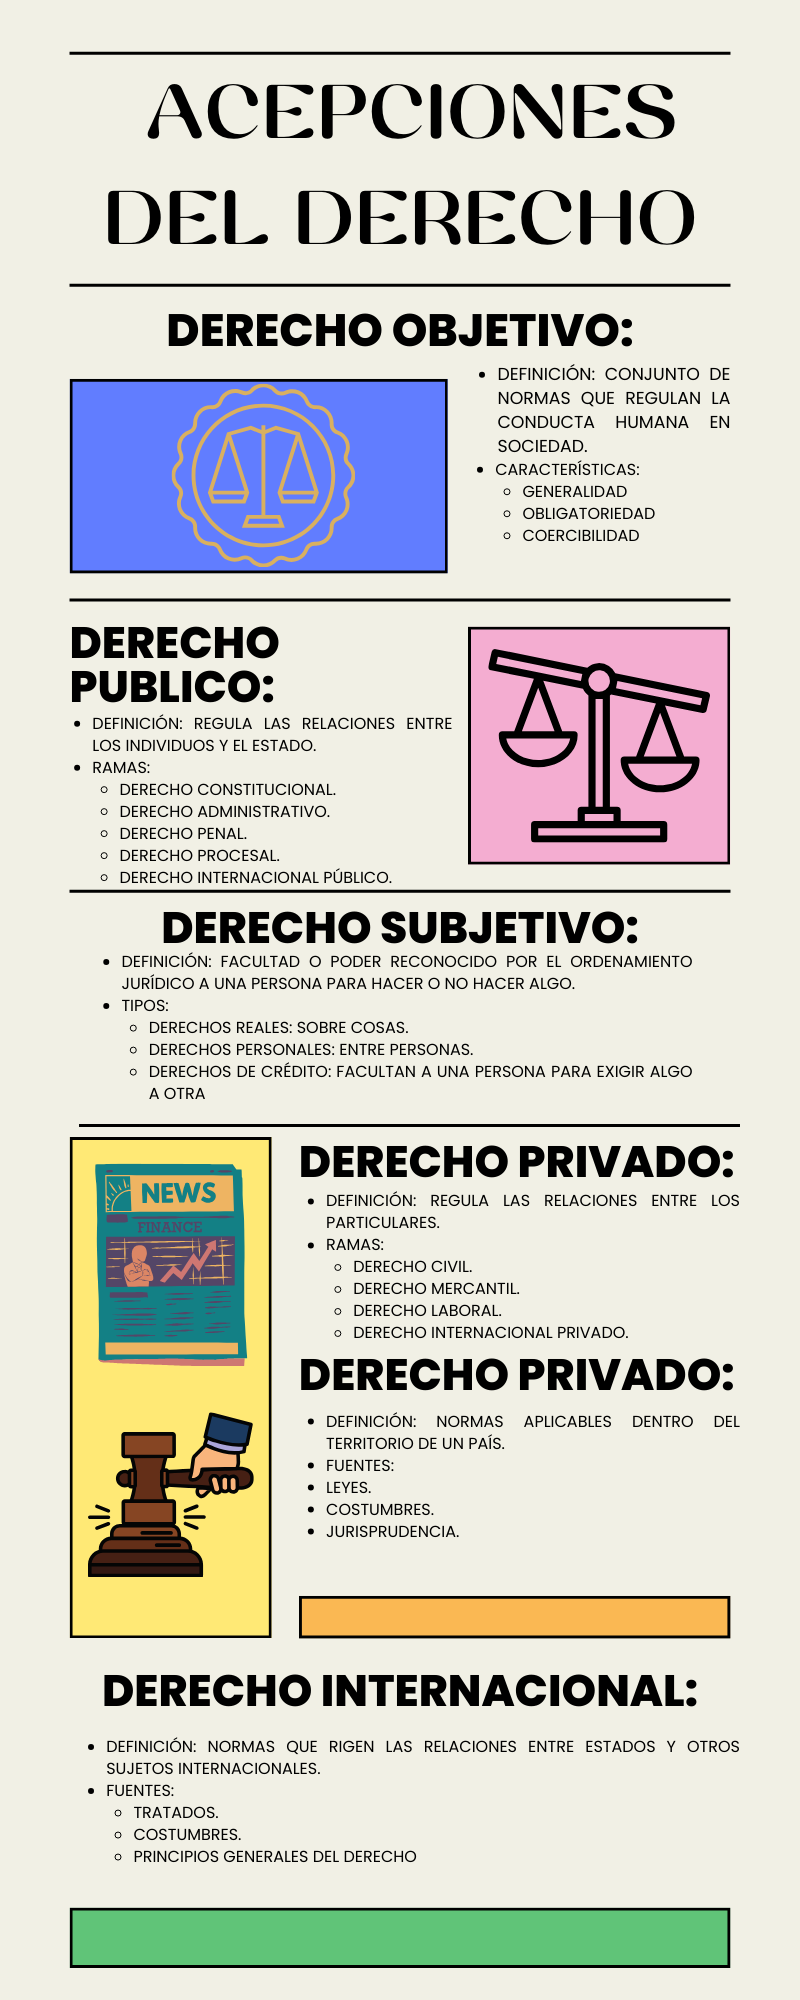 ACEPCIONES
DEL DERECHO
DERECHO OBJETIVO:
DEFINICIÓN: CONJUNTO DE
NORMAS QUE REGULAN LA
CONDUCTA HUMANA EN
SOCIEDAD.
CARACTERÍSTICAS:
GENERALIDAD
OBLIGATORIEDAD
COERCIBILIDAD
DERECHO
PUBLICO:
DEFINICIÓN: REGULA LAS RELACIONES ENTRE
LOS INDIVIDUOS Y EL ESTADO.
RAMAS:
DERECHO CONSTITUCIONAL.
DERECHO ADMINISTRATIVO.
DERECHO PENAL.
DERECHO PROCESAL.
DERECHO INTERNACIONAL PÚBLICO.
DERECHO SUBJETIVO:
DEFINICIÓN: FACULTAD O PODER RECONOCIDO POR EL ORDENAMIENTO
JURÍDICO A UNA PERSONA PARA HACER O NO HACER ALGO.
TIPOS:
DERECHOS REALES: SOBRE COSAS.
DERECHOS PERSONALES: ENTRE PERSONAS.
DERECHOS DE CRÉDITO: FACULTAN A UNA PERSONA PARA EXIGIR ALGO
A OTRA
NEWS
FINANCE
DERECHO PRIVADO:
DEFINICIÓN: REGULA LAS RELACIONES ENTRE LOS
PARTICULARES.
RAMAS:
DERECHO CIVIL.
DERECHO MERCANTIL.
DERECHO LABORAL.
DERECHO INTERNACIONAL PRIVADO.
DERECHO PRIVADO:
DEFINICIÓN: NORMAS APLICABLES DENTRO DEL
TERRITORIO DE UN PAÍS.
FUENTES:
LEYES.
COSTUMBRES.
JURISPRUDENCIA.
DERECHO INTERNACIONAL:
DEFINICIÓN: NORMAS QUE RIGEN LAS RELACIONES ENTRE ESTADOS Y OTROS
SUJETOS INTERNACIONALES.
FUENTES:
TRATADOS.
COSTUMBRES.
PRINCIPIOS GENERALES DEL DERECHO